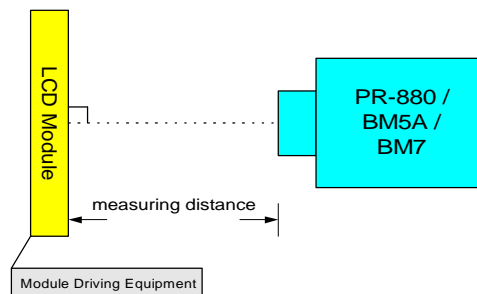 LCD Module
PR-880 /
BM5A /
BM7
measuring distance
Module Driving Equipment